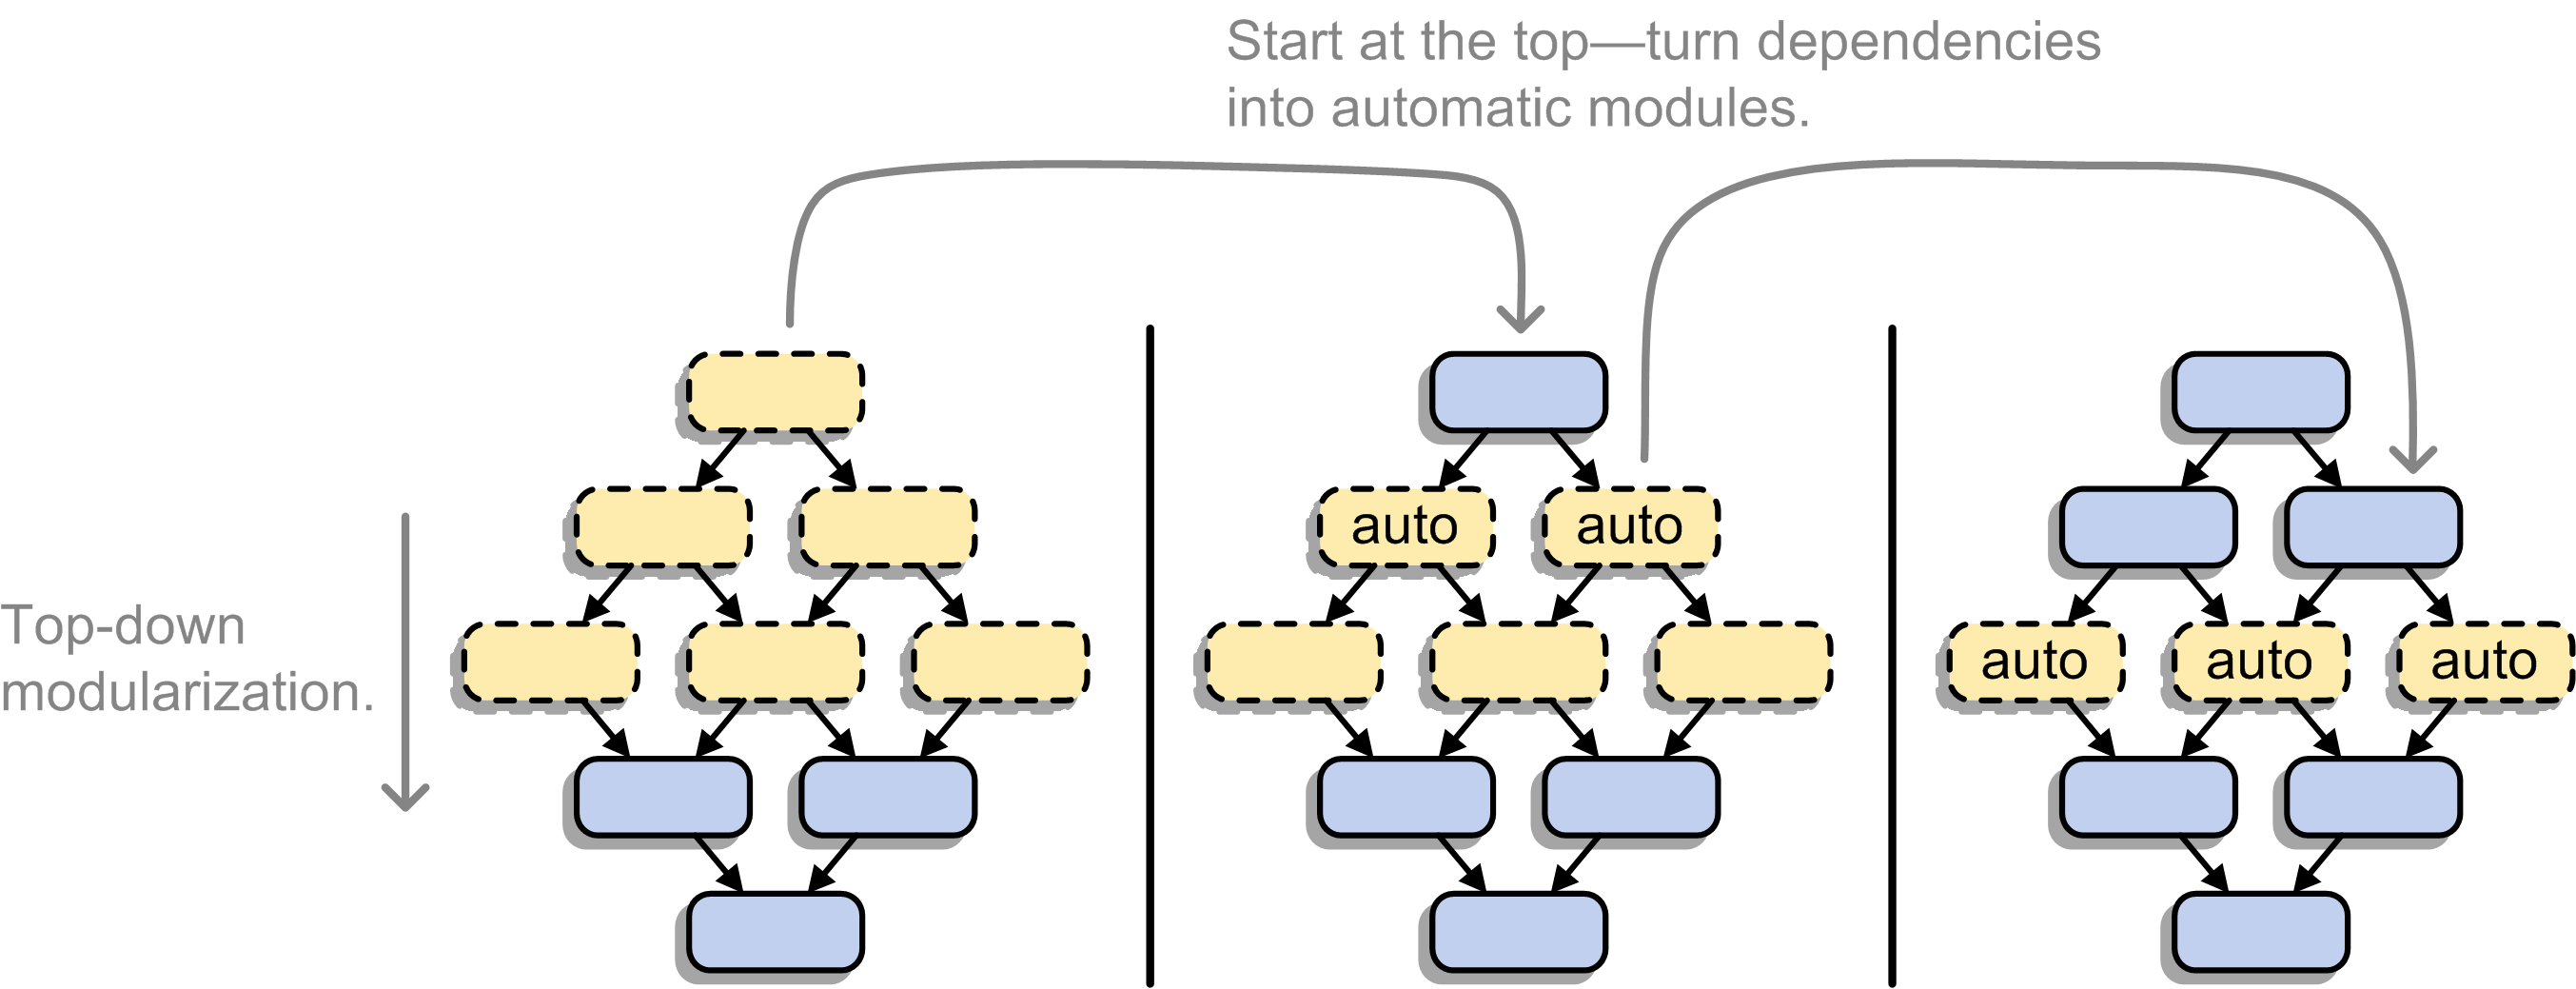 Start at the top—turn dependencies
into automatic modules.
auto
auto
Top-down
modularization.
auto
auto
auto